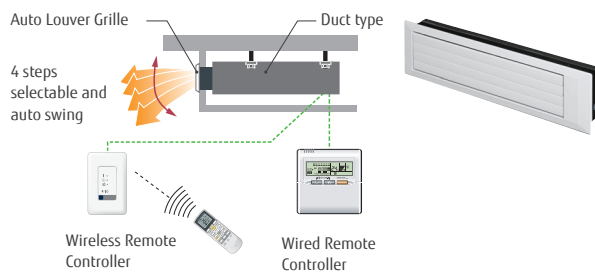 Auto Louver Grille
Duct type
4 steps
selectable and
auto swing
Wireless Remote
Controller
Wired Remote
Controller